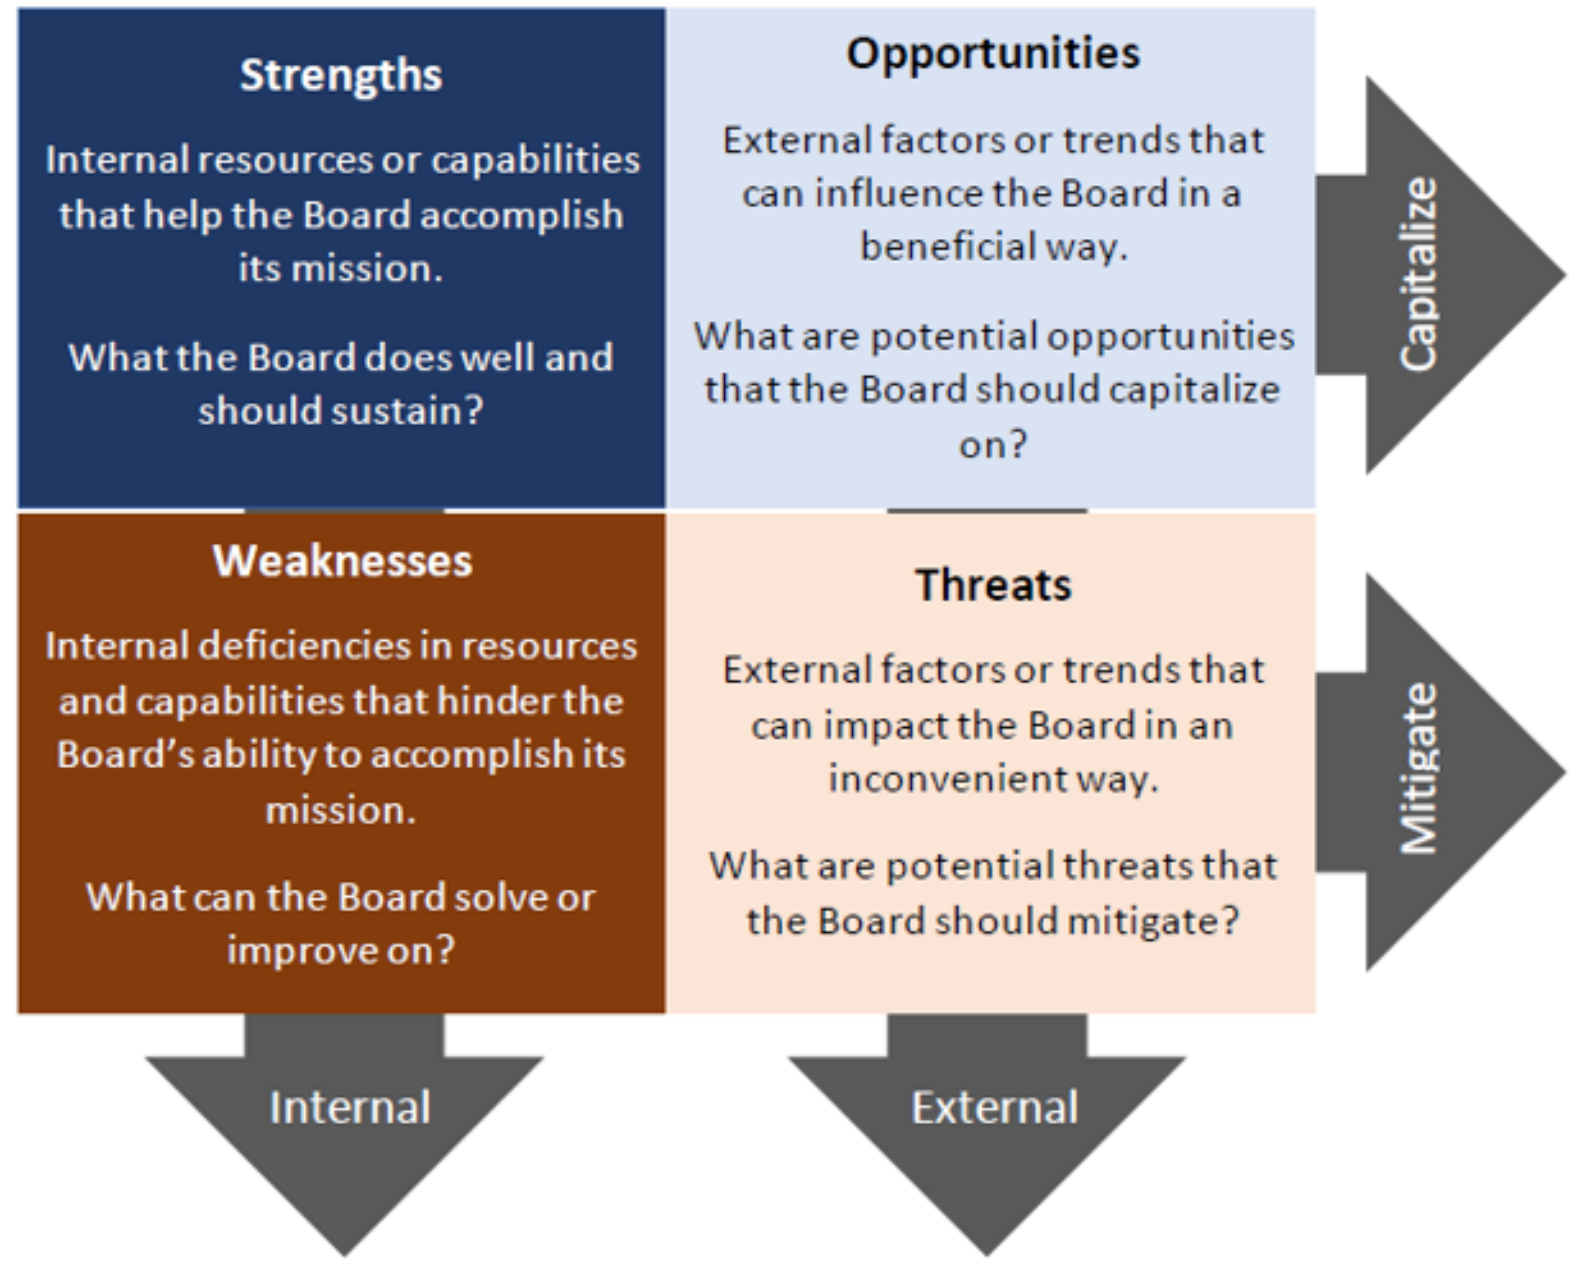 Strengths
Internal resources or capabilities
that help the Board accomplish
its mission.
What the Board does well and
should sustain?
Opportunities
External factors or trends that
can influence the Board in a
beneficial way.
What are potential opportunities
that the Board should capitalize
on?
Capitalize
Weaknesses
Internal deficiencies in resources
and capabilities that hinder the
Board's ability to accomplish its
mission.
What can the Board solve or
improve on?
Threats
External factors or trends that
can impact the Board in an
inconvenient way.
What are potential threats that
the Board should mitigate?
Mitigate
Internal
External